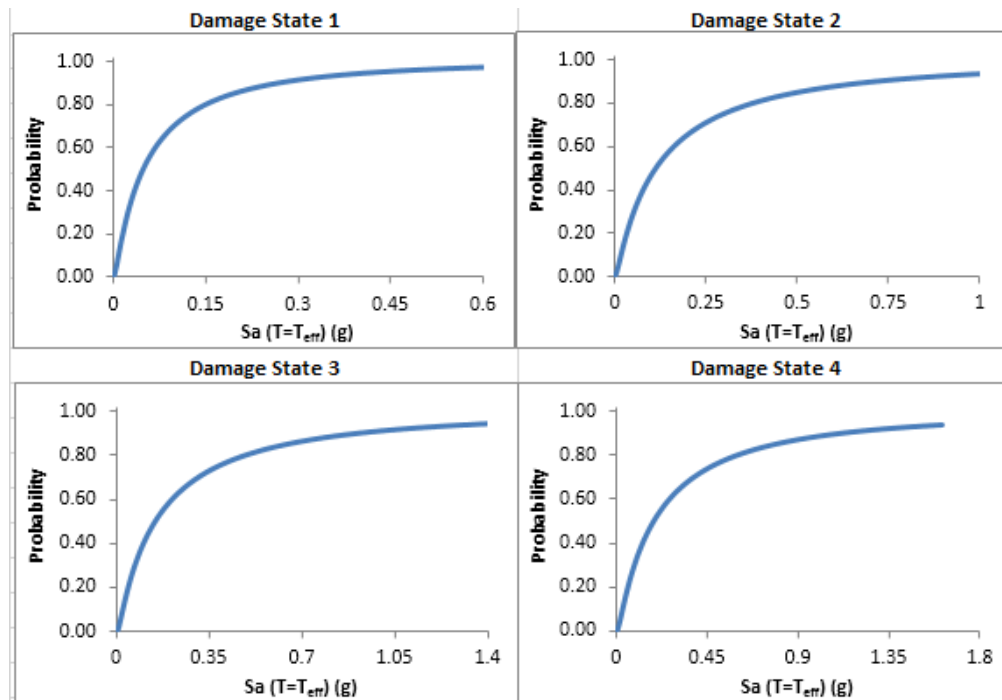 Damage State 1
Probability
1.00
0.80
0.60
0.40
0.20
0.00
0 0.15 0.3 0.45 0.6
Sa (T=Teff) (g)
Damage State 2
Probability
1.00
0.80
0.60
0.40
0.20
0.00
0 0.25 0.5 0.75 1
Sa (T=Teff) (g)
Damage State 3
Probability
1.00
0.80
0.60
0.40
0.20
0.00
0 0.35 0.7 1.05 1.4
Sa (T=Teff) (g)
Damage State 4
Probability
1.00
0.80
0.60
0.40
0.20
0.00
0 0.45 0.9 1.35 1.8
Sa (T=Teff) (g)